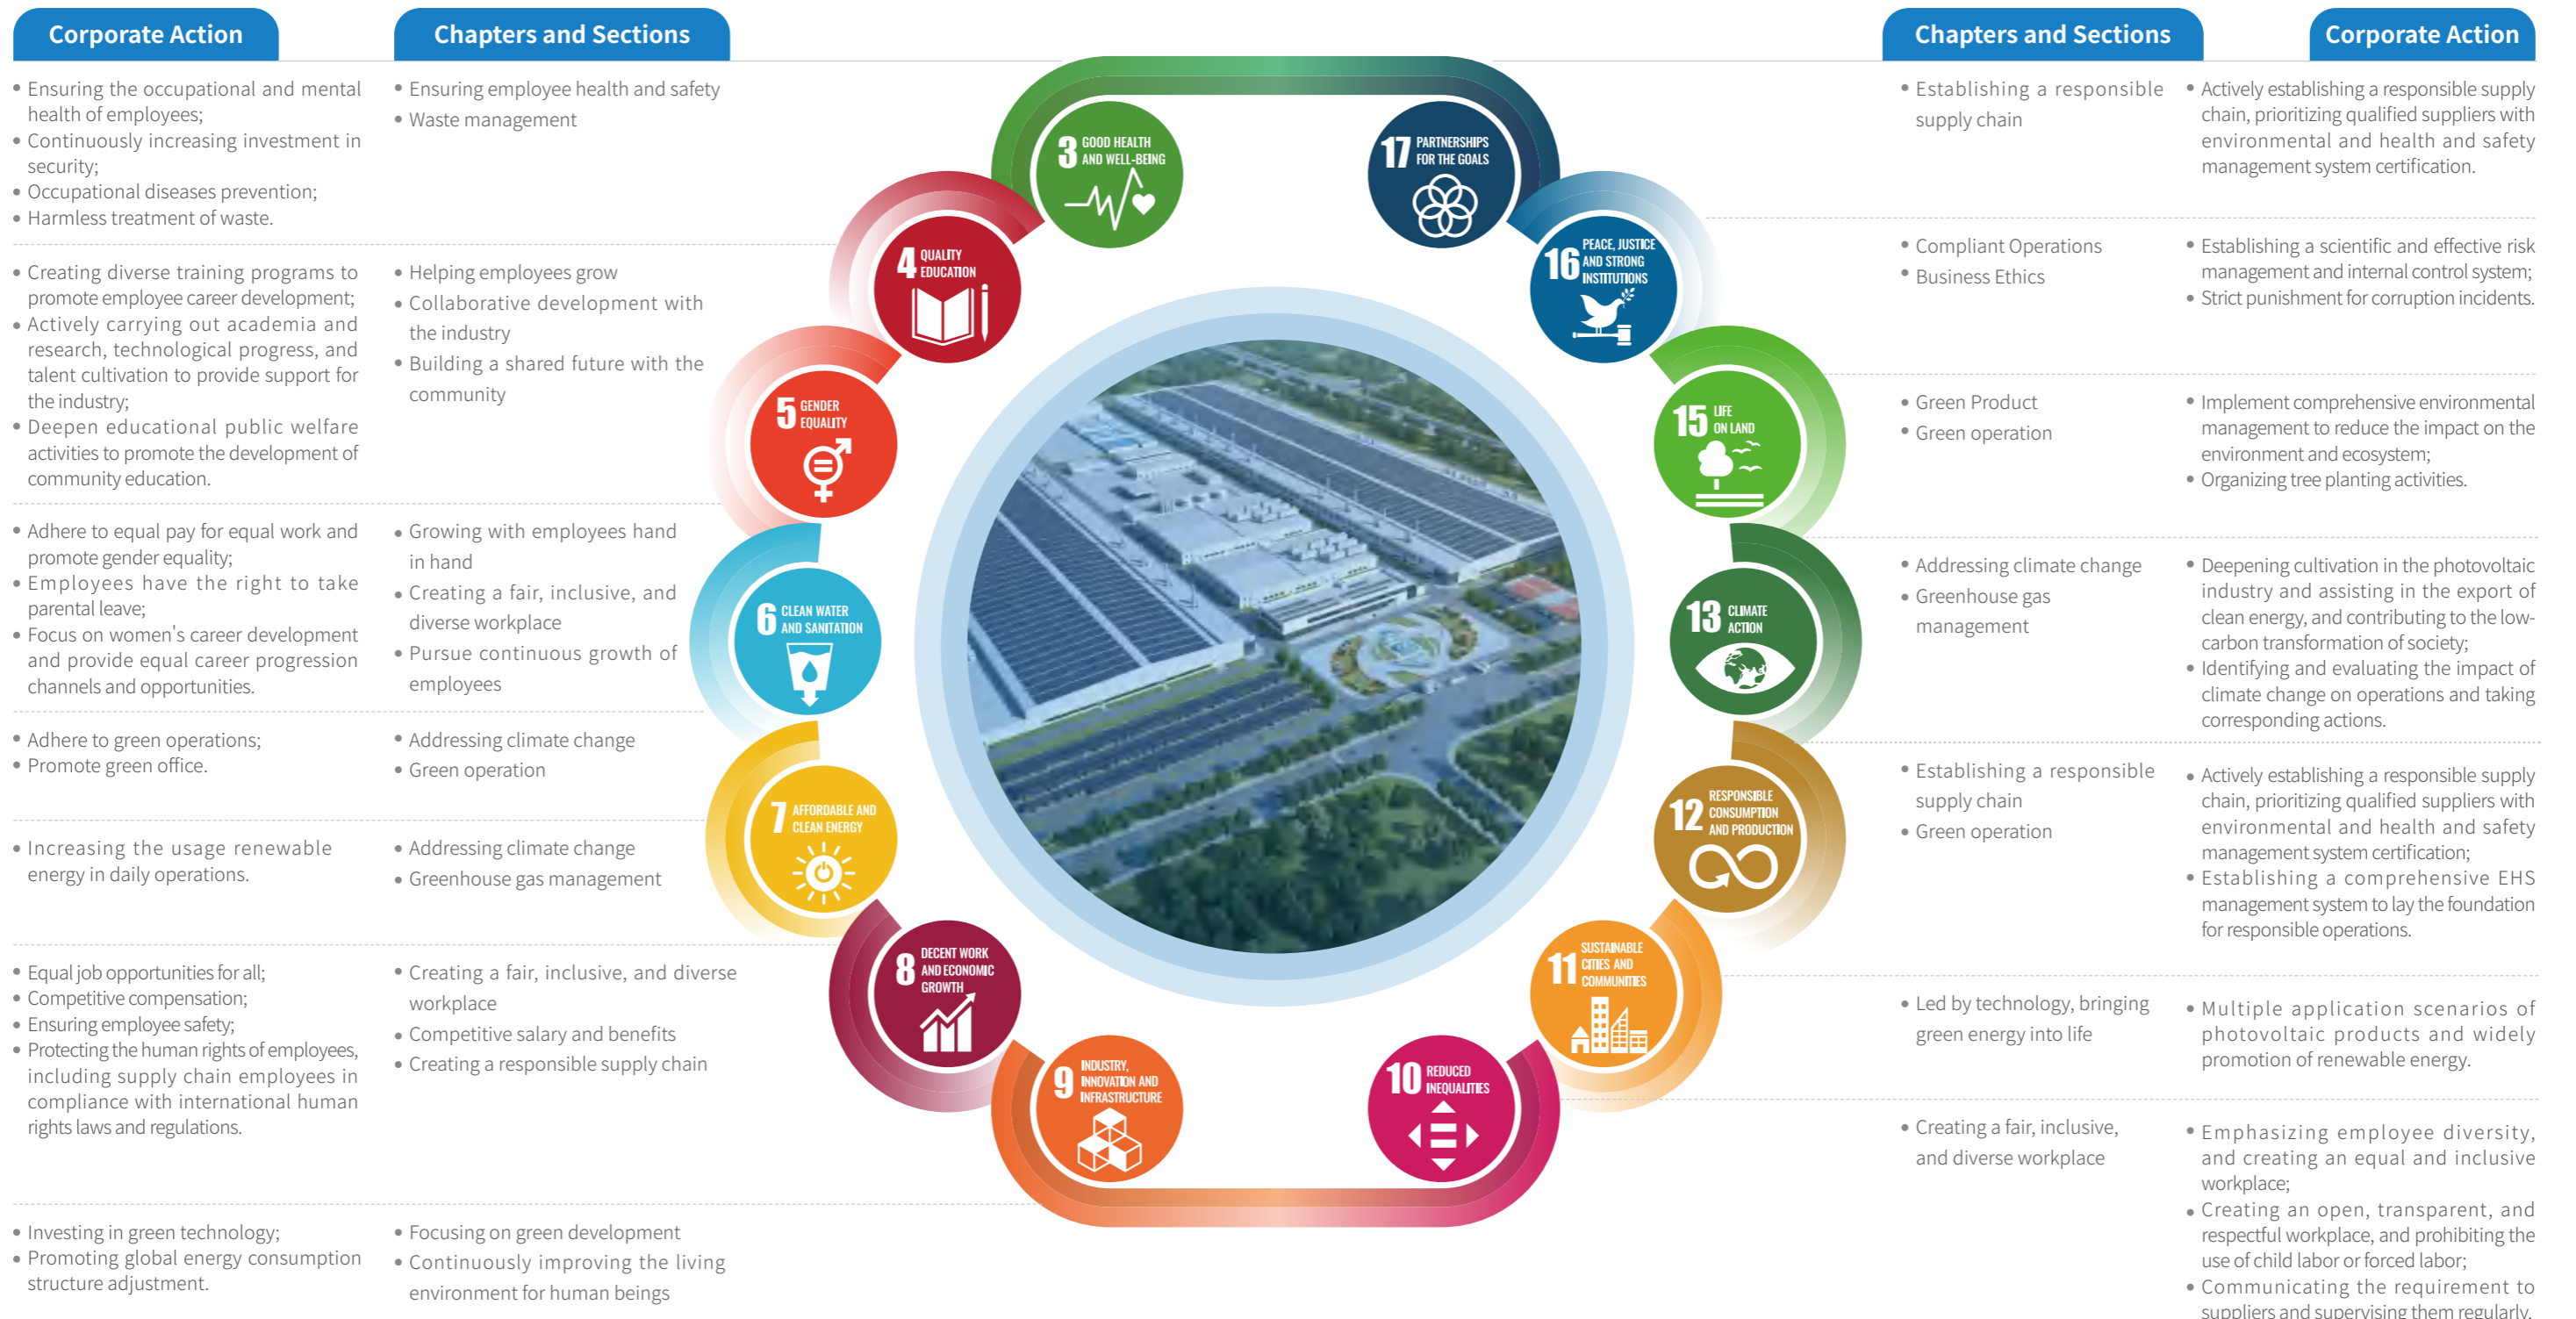 Corporate Action
Chapters and Sections
• Ensuring the occupational and mental
health of employees;
• Continuously increasing investment in
security;
• Occupational diseases prevention;
• Harmless treatment of waste.
• Ensuring employee health and safety
• Waste management
• Creating diverse training programs to
promote employee career development;
• Actively carrying out academia and
research, technological progress, and
talent cultivation to provide support for
the industry;
• Deepen educational public welfare
activities to promote the development of
community education.
• Helping employees grow
• Collaborative development with
the industry
• Building a shared future with the
community
• Adhere to equal pay for equal work and
promote gender equality;
• Employees have the right to take
parental leave;
• Focus on women's career development
and provide equal career progression
channels and opportunities.
• Growing with employees hand
in hand
• Creating a fair, inclusive, and
diverse workplace
• Pursue continuous growth of
employees
• Adhere to green operations;
• Promote green office.
• Addressing climate change
• Green operation
• Increasing the usage renewable
energy in daily operations.
• Addressing climate change
• Greenhouse gas management
• Equal job opportunities for all;
• Competitive compensation;
• Ensuring employee safety;
• Protecting the human rights of employees,
including supply chain employees in
compliance with international human
rights laws and regulations.
• Creating a fair, inclusive, and diverse
workplace
• Competitive salary and benefits
• Creating a responsible supply chain
• Investing in green technology;
• Promoting global energy consumption
structure adjustment.
• Focusing on green development
• Continuously improving the living
environment for human beings
3 GOOD HEALTH
AND WELL-BEING
4 QUALITY
EDUCATION
5 GENDER
EQUALITY
6 CLEAN WATER
AND SANITATION
7 AFFORDABLE AND
CLEAN ENERGY
8 DECENT WORK
AND ECONOMIC
GROWTH
9 INDUSTRY,
INNOVATION AND
INFRASTRUCTURE
17 PARTNERSHIPS
FOR THE GOALS
16 PEACE, JUSTICE
AND STRONG
INSTITUTIONS
15 LIFE
ON LAND
13 CLIMATE
ACTION
12 RESPONSIBLE
CONSUMPTION
AND PRODUCTION
11 SUSTAINABLE
CITIES AND
COMMUNITIES
10 REDUCED
INEQUALITIES
Chapters and Sections
Corporate Action
• Establishing a responsible
supply chain
• Actively establishing a responsible supply
chain, prioritizing qualified suppliers with
environmental and health and safety
management system certification.
• Compliant Operations
• Business Ethics
• Establishing a scientific and effective risk
management and internal control system;
• Strict punishment for corruption incidents.
• Green Product
• Green operation
• Implement comprehensive environmental
management to reduce the impact on the
environment and ecosystem;
• Organizing tree planting activities.
• Addressing climate change
• Greenhouse gas
management
• Deepening cultivation in the photovoltaic
industry and assisting in the export of
clean energy, and contributing to the low-
carbon transformation of society;
• Identifying and evaluating the impact of
climate change on operations and taking
corresponding actions.
• Establishing a responsible
supply chain
• Green operation
• Actively establishing a responsible supply
chain, prioritizing qualified suppliers with
environmental and health and safety
management system certification;
• Establishing a comprehensive EHS
management system to lay the foundation
for responsible operations.
• Led by technology, bringing
green energy into life
• Multiple application scenarios of
photovoltaic products and widely
promotion of renewable energy.
• Creating a fair, inclusive,
and diverse workplace
• Emphasizing employee diversity,
and creating an equal and inclusive
workplace;
• Creating an open, transparent, and
respectful workplace, and prohibiting the
use of child labor or forced labor;
• Communicating the requirement to
suppliers and supervising them regularly.